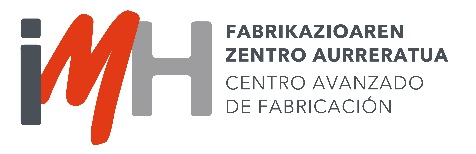 iMH
FABRIKAZIOAREN
ZENTRO AURRERATUA
CENTRO AVANZADO
DE FABRICACIÓN